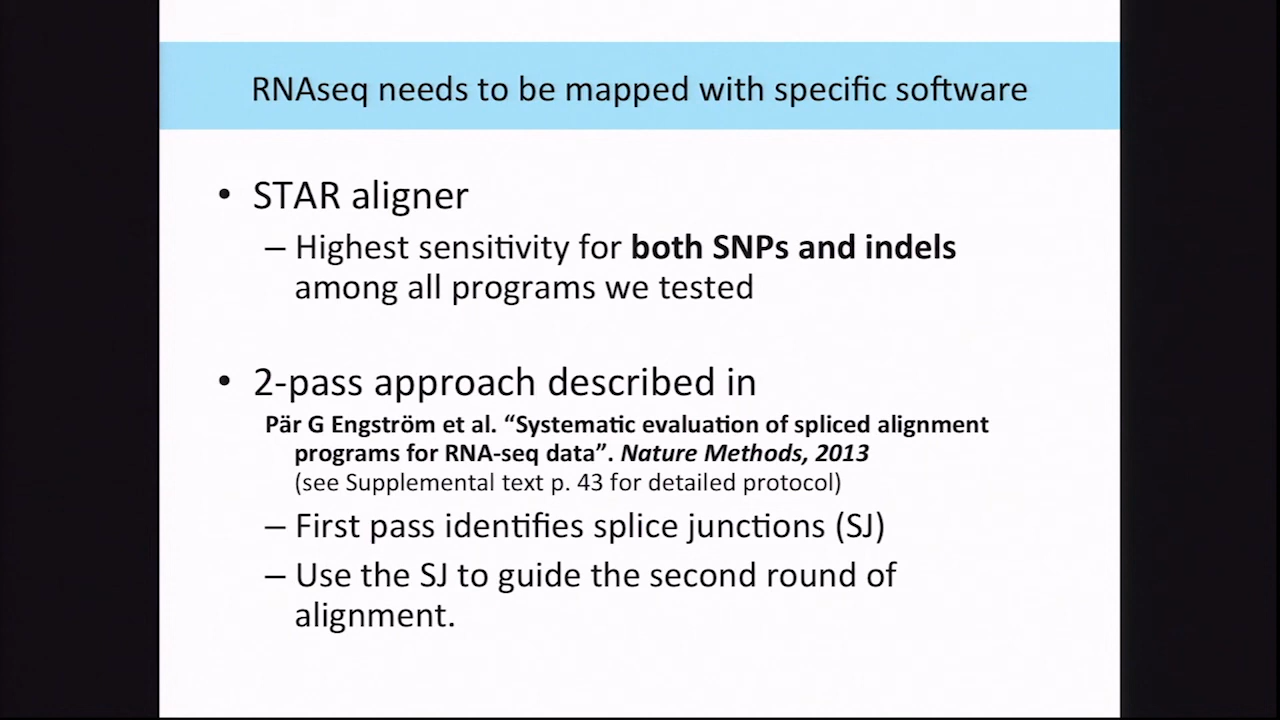 RNAseq needs to be mapped with specific software
• STAR aligner
– Highest sensitivity for both SNPs and indels
among all programs we tested
• 2-pass approach described in
Pär G Engström et al. “Systematic evaluation of spliced alignment
programs for RNA-seq data”. Nature Methods, 2013
(see Supplemental text p. 43 for detailed protocol)
– First pass identifies splice junctions (SJ)
– Use the SJ to guide the second round of
alignment.